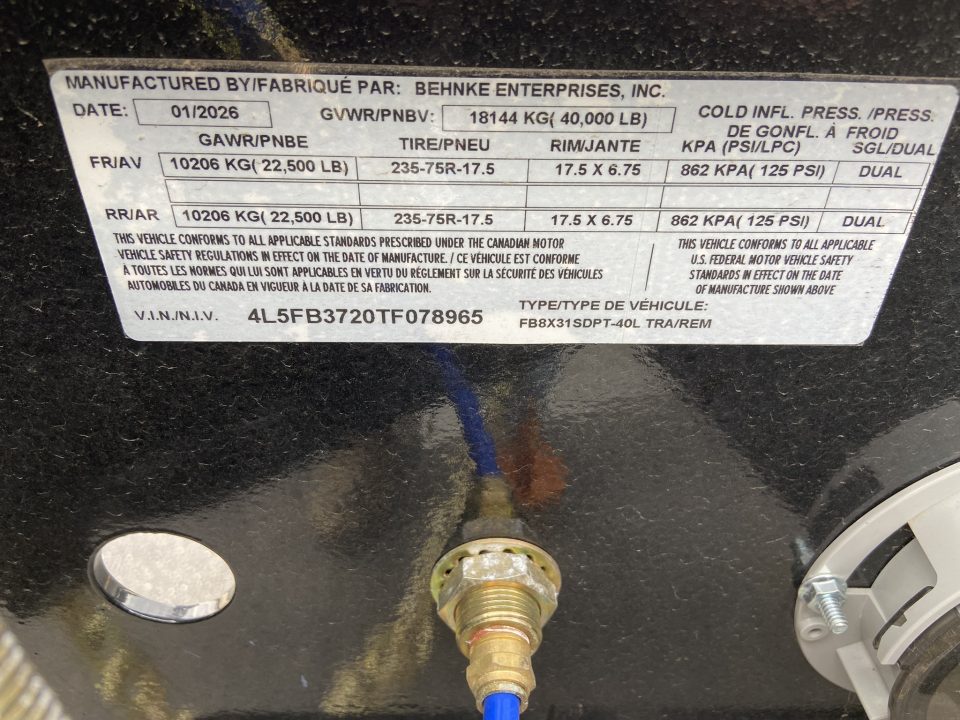 MANUFACTURED BY/FABRIQUÉ PAR: BEHNKE ENTERPRISES, INC.
DATE: 01/2026 GVWR/PNBV: 18144 KG( 40,000 LB) COLD INFL. PRESS. /PRESS.
DE GONFL. À FROID
GAWR/PNBE TIRE/PNEU RIM/JANTE KPA (PSI/LPC) SGL/DUAL
FR/AV 10206 KG( 22,500 LB) 235-75R-17.5 17.5 X 6.75 862 KPA( 125 PSI) DUAL
RR/AR 10206 KG( 22,500 LB) 235-75R-17.5 17.5 X 6.75 862 KPA( 125 PSI) DUAL
THIS VEHICLE CONFORMS TO ALL APPLICABLE STANDARDS PRESCRIBED UNDER THE CANADIAN MOTOR
VEHICLE SAFETY REGULATIONS IN EFFECT ON THE DATE OF MANUFACTURE. / CE VÉHICULE EST CONFORME
À TOUTES LES NORMES QUI LUI SONT APPLICABLES EN VERTU DU RÈGLEMENT SUR LA SÉCURITÉ DES VÉHICULES
AUTOMOBILES DU CANADA EN VIGUEUR À LA DATE DE SA FABRICATION.
THIS VEHICLE CONFORMS TO ALL APPLICABLE
U.S. FEDERAL MOTOR VEHICLE SAFETY
STANDARDS IN EFFECT ON THE DATE
OF MANUFACTURE SHOWN ABOVE
V.I.N./N.I.V. 4L5FB3720TF078965
TYPE/TYPE DE VÉHICULE:
FB8X31SDPT-40L TRA/REM